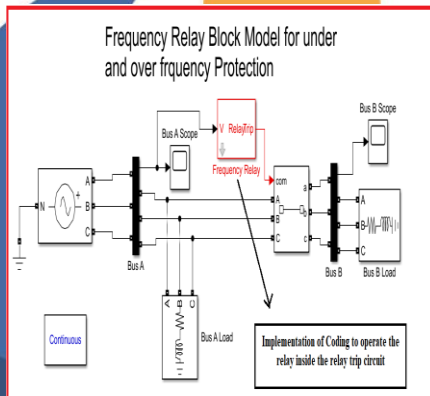 Frequency Relay Block Model for under
and over frquency Protection
Bus B Scope
Bus A Scope
V RelayTrip
Frequency Relay
com
N
A
B
C
A
B
C
a
b
c
A
B
C
Bus A
Bus B
Bus B Load
A
B
C
Bus A Load
Continuous
Implementation of Coding to operate the
relay inside the relay trip circuit